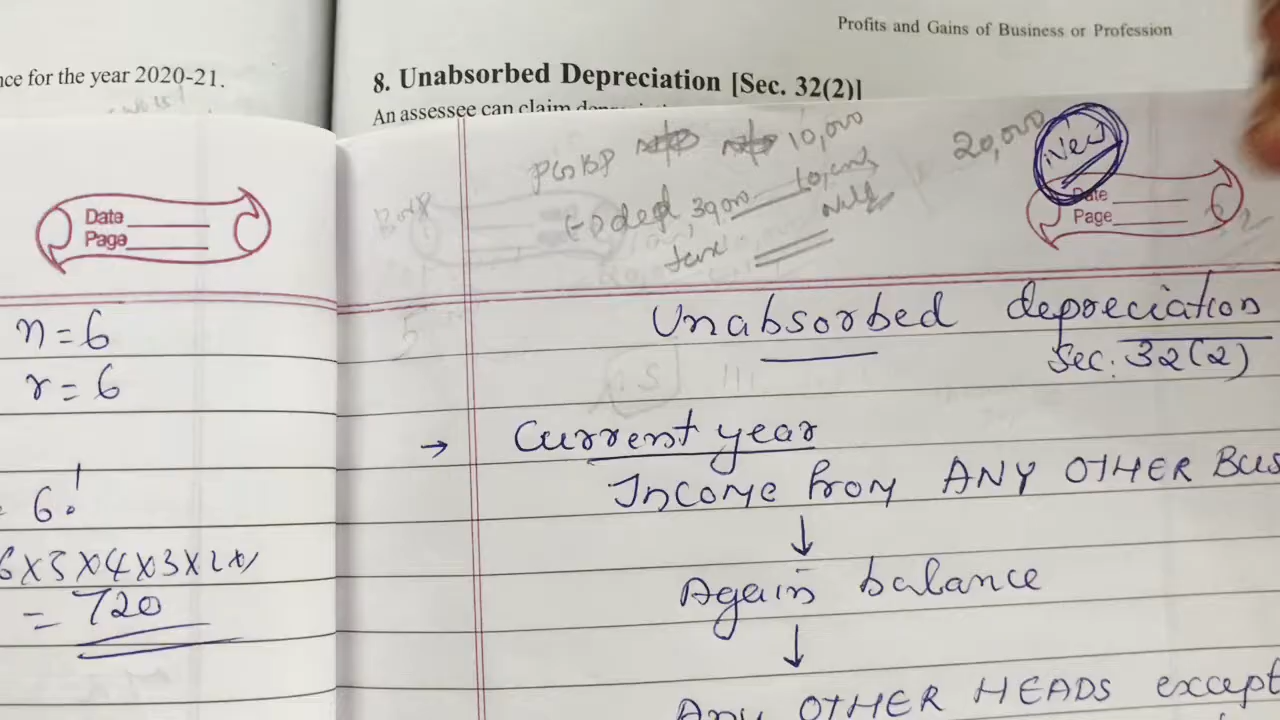 Profits and Gains of Business or Profession
nce for the year 2020-21.
8. Unabsorbed Depreciation [Sec. 32(2)]
An assessee can claim
PGBP 10,000
20,000
New
(-) dep 30,000 10,000
Date
Page
n = 6
r = 6
= 6!
6x5x4x3x2x1
= 720
Date
Page
Unabsorbed depreciation
Sec. 32(2)
→ Current year
Income from ANY OTHER BUS
↓
Again balance
↓
Any OTHER HEADS except